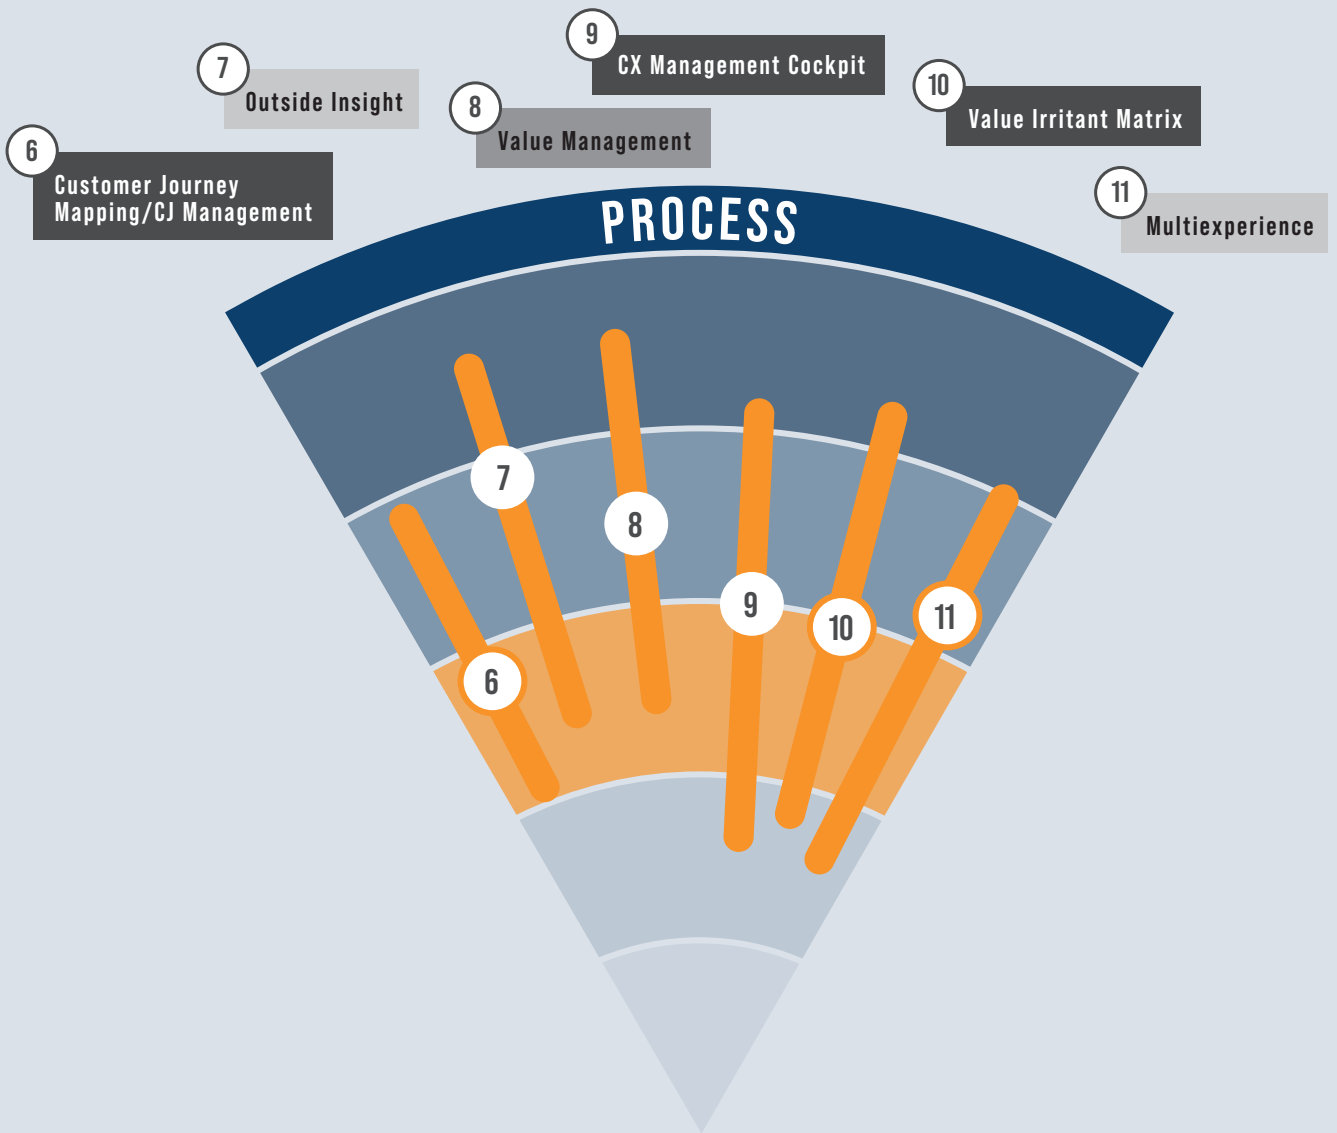 6
Customer Journey
Mapping/CJ Management
7
Outside Insight
8
Value Management
9
CX Management Cockpit
10
Value Irritant Matrix
11
Multiexperience
PROCESS
7
8
9
10
11
6